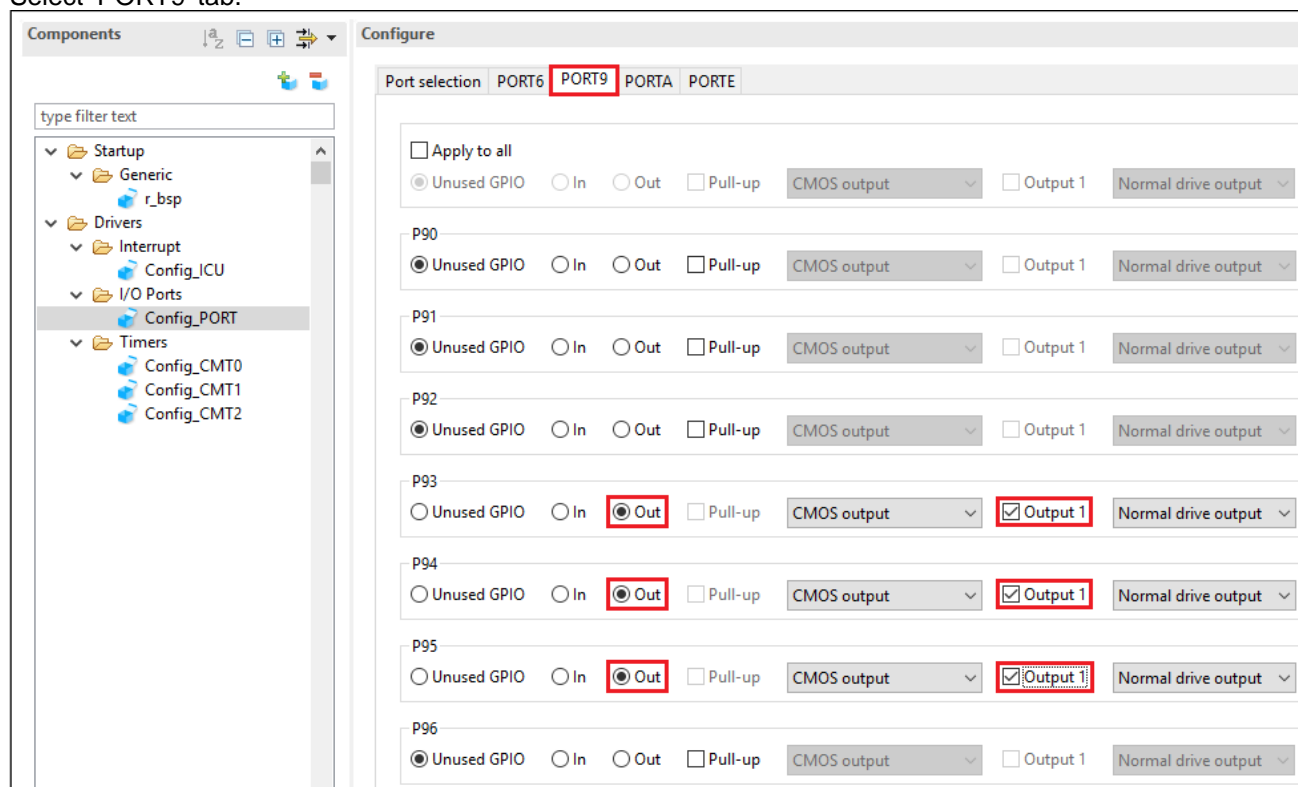 Select 'PORT9' tab.
Components
Configure
Port selection PORT6 PORT9 PORTA PORTE
type filter text
Startup
Generic
r_bsp
Drivers
Interrupt
Config_ICU
I/O Ports
Config_PORT
Timers
Config_CMT0
Config_CMT1
Config_CMT2
Apply to all
Unused GPIO In Out Pull-up CMOS output Output 1 Normal drive output
P90
Unused GPIO In Out Pull-up CMOS output Output 1 Normal drive output
P91
Unused GPIO In Out Pull-up CMOS output Output 1 Normal drive output
P92
Unused GPIO In Out Pull-up CMOS output Output 1 Normal drive output
P93
Unused GPIO In Out Pull-up CMOS output Output 1 Normal drive output
P94
Unused GPIO In Out Pull-up CMOS output Output 1 Normal drive output
P95
Unused GPIO In Out Pull-up CMOS output Output 1 Normal drive output
P96
Unused GPIO In Out Pull-up CMOS output Output 1 Normal drive output